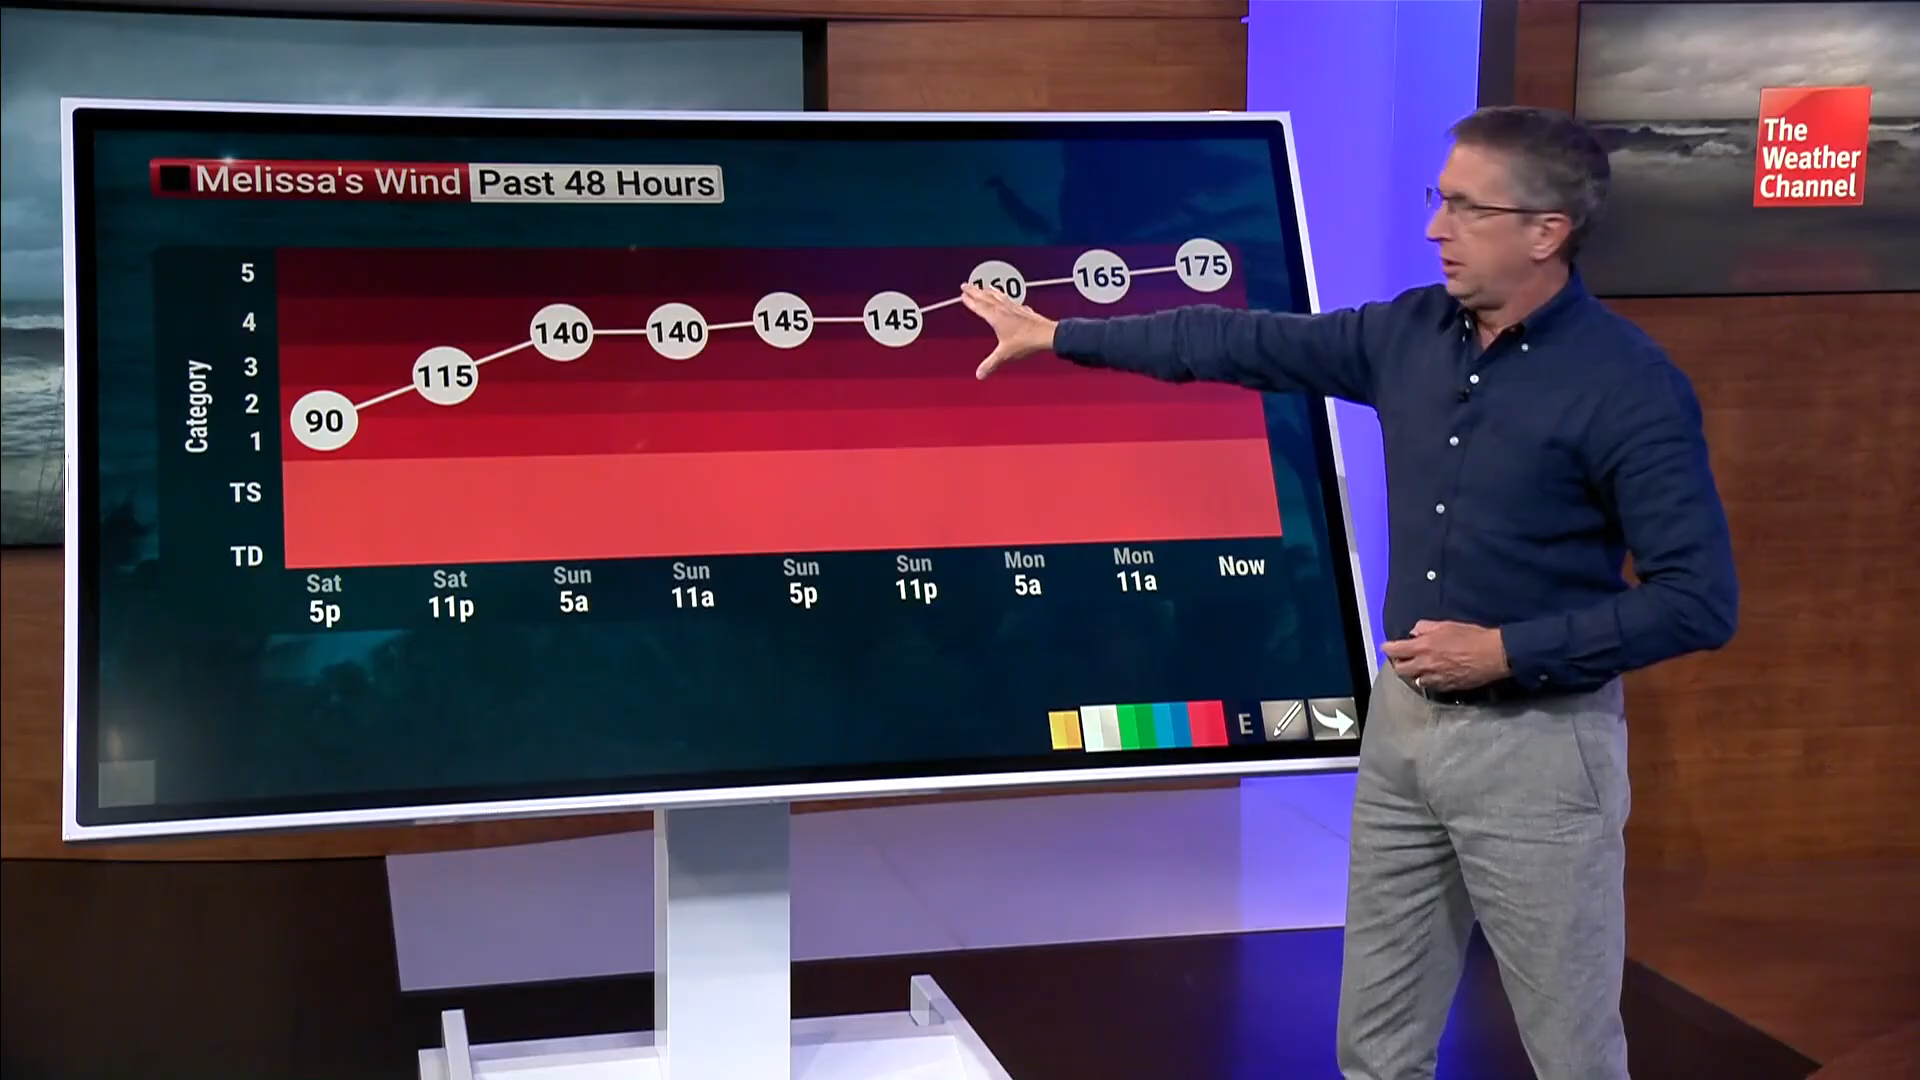 Melissa's Wind Past 48 Hours
Category
5
4
3
2
1
TS
TD
90
115
140
140
145
145
160
165
175
Sat
5p
Sat
11p
Sun
5a
Sun
11a
Sun
5p
Sun
11p
Mon
5a
Mon
11a
Now
E
The
Weather
Channel